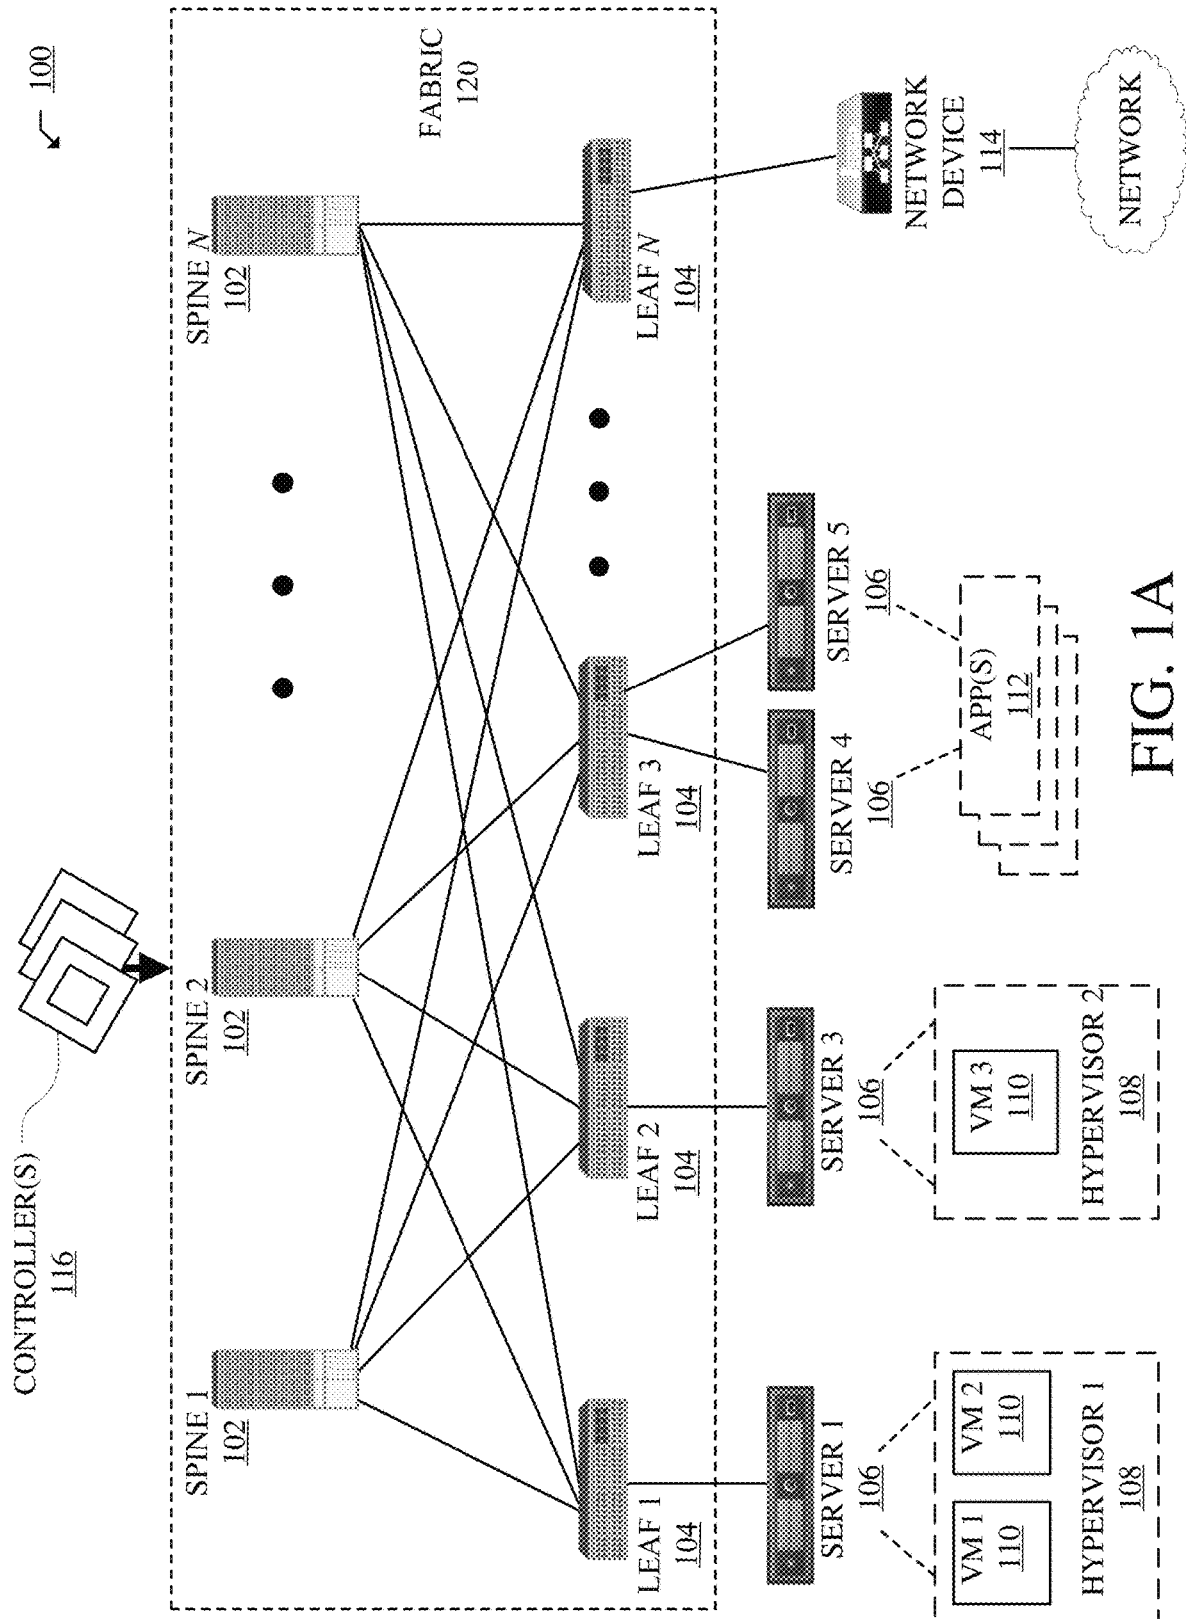 100
CONTROLLER(S)
116
SPINE 1
102
SPINE 2
102
SPINE N
102
FABRIC
120
LEAF 1
104
LEAF 2
104
LEAF 3
104
LEAF N
104
SERVER 1
106
SERVER 3
106
SERVER 4
106
SERVER 5
106
NETWORK
DEVICE
114
VM 1
110
VM 2
110
HYPERVISOR 1
108
VM 3
110
HYPERVISOR 2
108
APP(S)
112
NETWORK
FIG. 1A